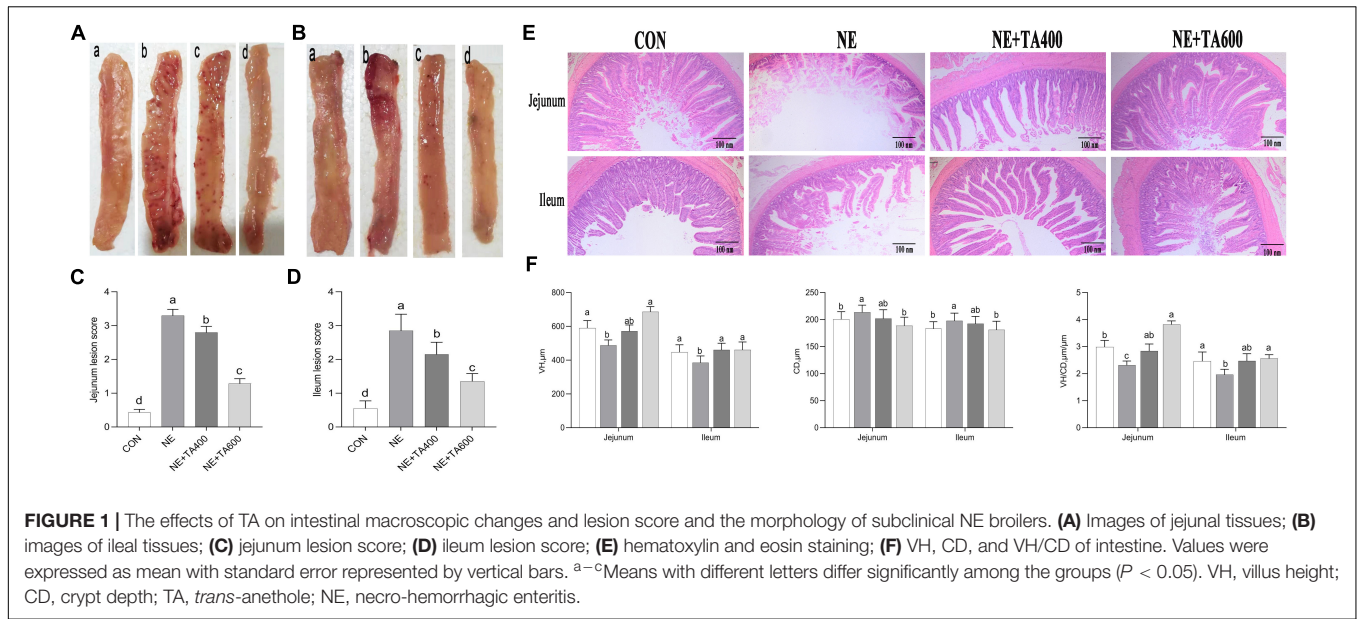 A
a
b
c
d
B
a
b
c
d
E
CON
NE
NE+TA400
NE+TA600
Jejunum
100 nm
100 nm
100 nm
100 nm
Ileum
100 nm
100 nm
100 nm
100 nm
C
Jejunum lesion score
4
3
2
1
0
d
a
b
c
CON
NE
NE+TA400
NE+TA600
D
Ileum lesion score
4
3
2
1
0
d
a
b
c
CON
NE
NE+TA400
NE+TA600
F
VH,μm
800
600
400
200
0
a
b
ab
a
a
b
a
a
Jejunum
Ileum
CD,μm
250
200
150
100
50
0
b
a
ab
b
b
a
ab
b
Jejunum
Ileum
VH/CD,μm/μm
5
4
3
2
1
0
b
c
ab
a
a
b
ab
a
Jejunum
Ileum
FIGURE 1 | The effects of TA on intestinal macroscopic changes and lesion score and the morphology of subclinical NE broilers. (A) Images of jejunal tissues; (B)
images of ileal tissues; (C) jejunum lesion score; (D) ileum lesion score; (E) hematoxylin and eosin staining; (F) VH, CD, and VH/CD of intestine. Values were
expressed as mean with standard error represented by vertical bars. a−cMeans with different letters differ significantly among the groups (P < 0.05). VH, villus height;
CD, crypt depth; TA, trans-anethole; NE, necro-hemorrhagic enteritis.